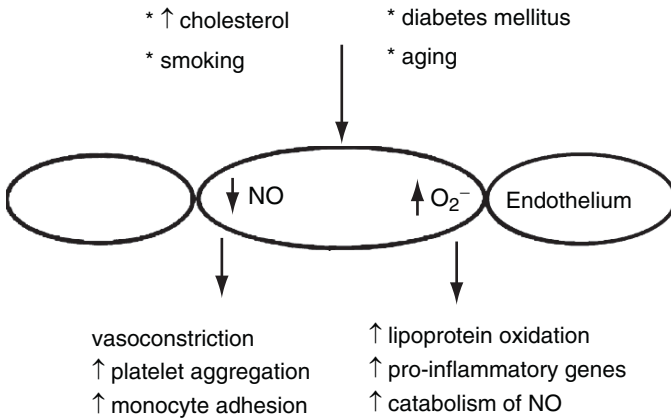 * ↑ cholesterol
* smoking
* diabetes mellitus
* aging
↓ NO
↑ O₂⁻
Endothelium
vasoconstriction
↑ platelet aggregation
↑ monocyte adhesion
↑ lipoprotein oxidation
↑ pro-inflammatory genes
↑ catabolism of NO